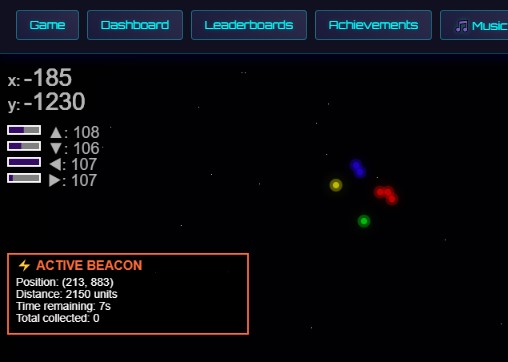 Game Dashboard Leaderboards Achievements 🎵 Music
x: -185
y: -1230
▲: 108
▼: 106
◄: 107
►: 107
⚡ ACTIVE BEACON
Position: (213, 883)
Distance: 2150 units
Time remaining: 7s
Total collected: 0